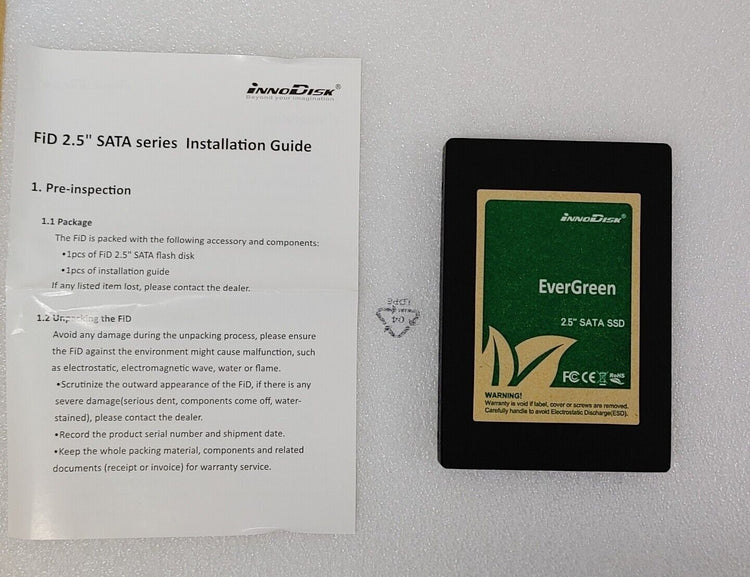 InnoDisk®
Beyond your imagination
FiD 2.5" SATA series Installation Guide
1. Pre-inspection
1.1 Package
The FiD is packed with the following accessory and components:
•1pcs of FiD 2.5" SATA flash disk
•1pcs of installation guide
If any listed item lost, please contact the dealer.
1.2 Unpacking the FiD
Avoid any damage during the unpacking process, please ensure
the FiD against the environment might cause malfunction, such
as electrostatic, electromagnetic wave, water or flame.
•Scrutinize the outward appearance of the FiD, if there is any
severe damage(serious dent, components come off, water-
stained), please contact the dealer.
•Record the product serial number and shipment date.
•Keep the whole packing material, components and related
documents (receipt or invoice) for warranty service.
LDPE
04
InnoDisk®
EverGreen
2.5" SATA SSD
FC CE RoHS
WARNING!
Warranty is void if label, cover or screws are removed.
Carefully handle to avoid Electrostatic Discharge(ESD).